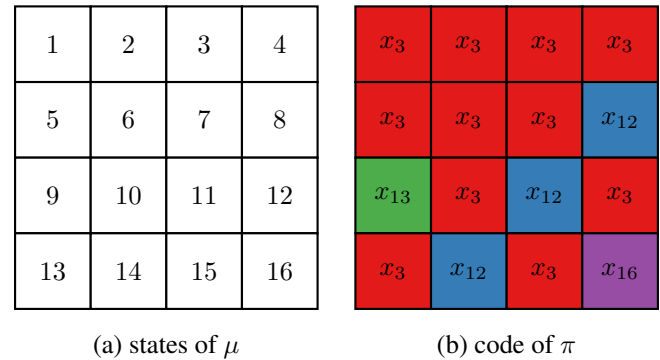 1 2 3 4
5 6 7 8
9 10 11 12
13 14 15 16
(a) states of μ
x₃ x₃ x₃ x₃
x₃ x₃ x₃ x₁₂
x₁₃ x₃ x₁₂ x₃
x₃ x₁₂ x₃ x₁₆
(b) code of π